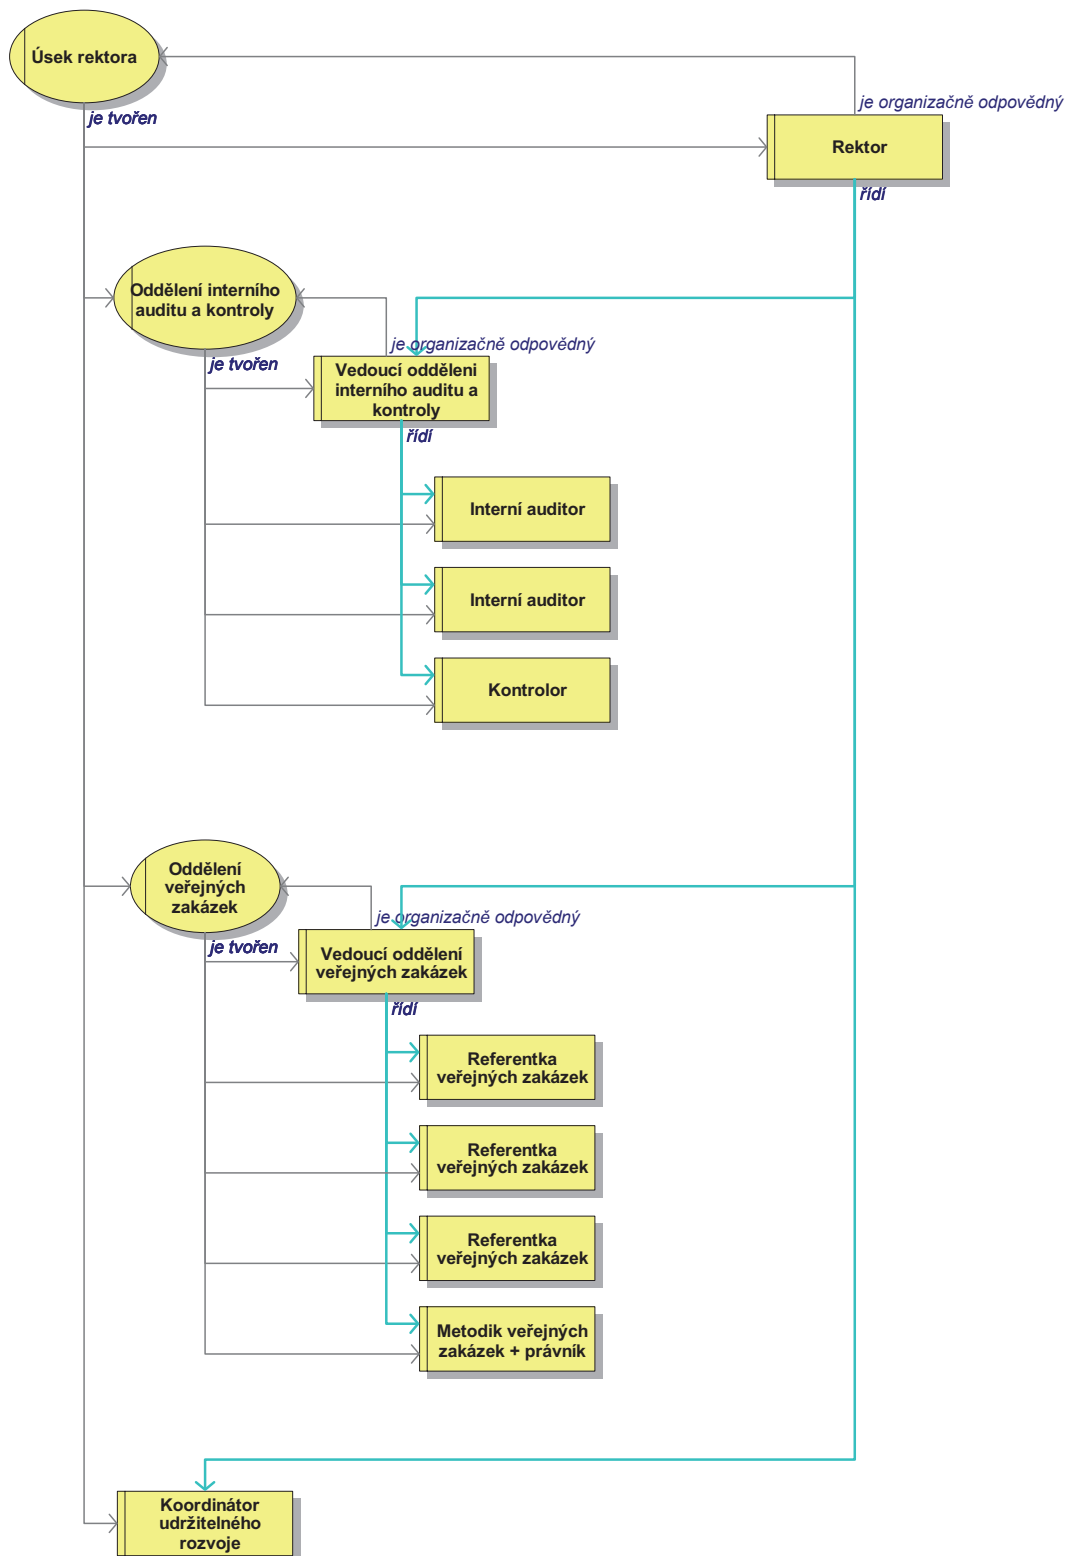 Úsek rektora
je tvořen
je organizačně odpovědný
Rektor
řídí
Oddělení interního
auditu a kontroly
je tvořen
je organizačně odpovědný
Vedoucí odděleni
interního auditu a
kontroly
řídí
Interní auditor
Interní auditor
Kontrolor
Oddělení
veřejných
zakázek
je tvořen
je organizačně odpovědný
Vedoucí oddělení
veřejných zakázek
řídí
Referentka
veřejných zakázek
Referentka
veřejných zakázek
Referentka
veřejných zakázek
Metodik veřejných
zakázek + právník
Koordinátor
udržitelného
rozvoje